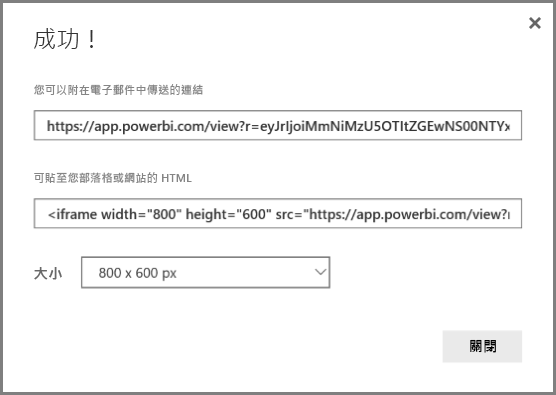 成功！
您可以附在電子郵件中傳送的連結
https://app.powerbi.com/view?r=eyJrIjoiMmNiMzU5OTItZGEwNS00NTYx
可貼至您部落格或網站的 HTML
<iframe width="800" height="600" src="https://app.powerbi.com/view?r
大小 800 x 600 px
關閉